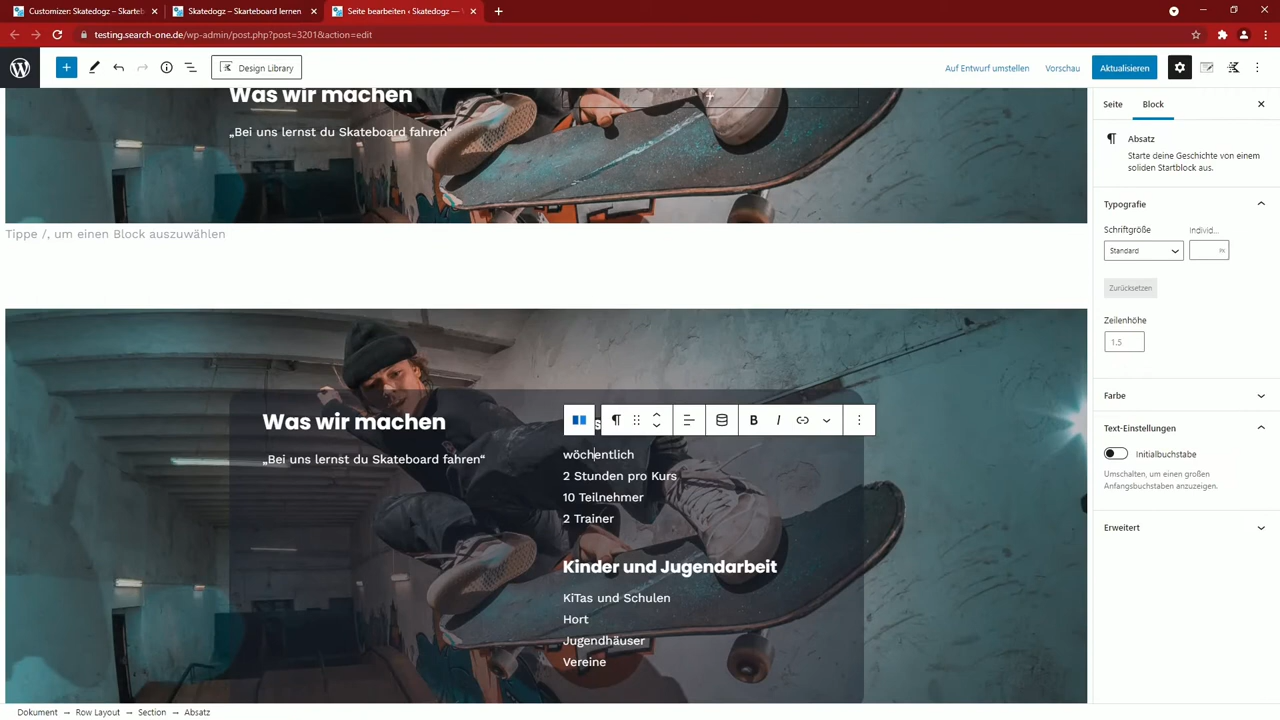 Customizer: Skatedogz – Skarteb
Skatedogz – Skarteboard lernen
Seite bearbeiten ‹ Skatedogz — W
testing.search-one.de/wp-admin/post.php?post=3201&action=edit
Design Library
Auf Entwurf umstellen
Vorschau
Aktualisieren
Was wir machen
„Bei uns lernst du Skateboard fahren“
Tippe /, um einen Block auszuwählen
Was wir machen
„Bei uns lernst du Skateboard fahren“
B
I
wöchentlich
2 Stunden pro Kurs
10 Teilnehmer
2 Trainer
Kinder und Jugendarbeit
KiTas und Schulen
Hort
Jugendhäuser
Vereine
Seite
Block
Absatz
Starte deine Geschichte von einem
soliden Startblock aus.
Typografie
Schriftgröße
Individ...
Standard
PX
Zurücksetzen
Zeilenhöhe
1.5
Farbe
Text-Einstellungen
Initialbuchstabe
Umschalten, um einen großen
Anfangsbuchstaben anzuzeigen.
Erweitert
Dokument → Row Layout → Section → Absatz